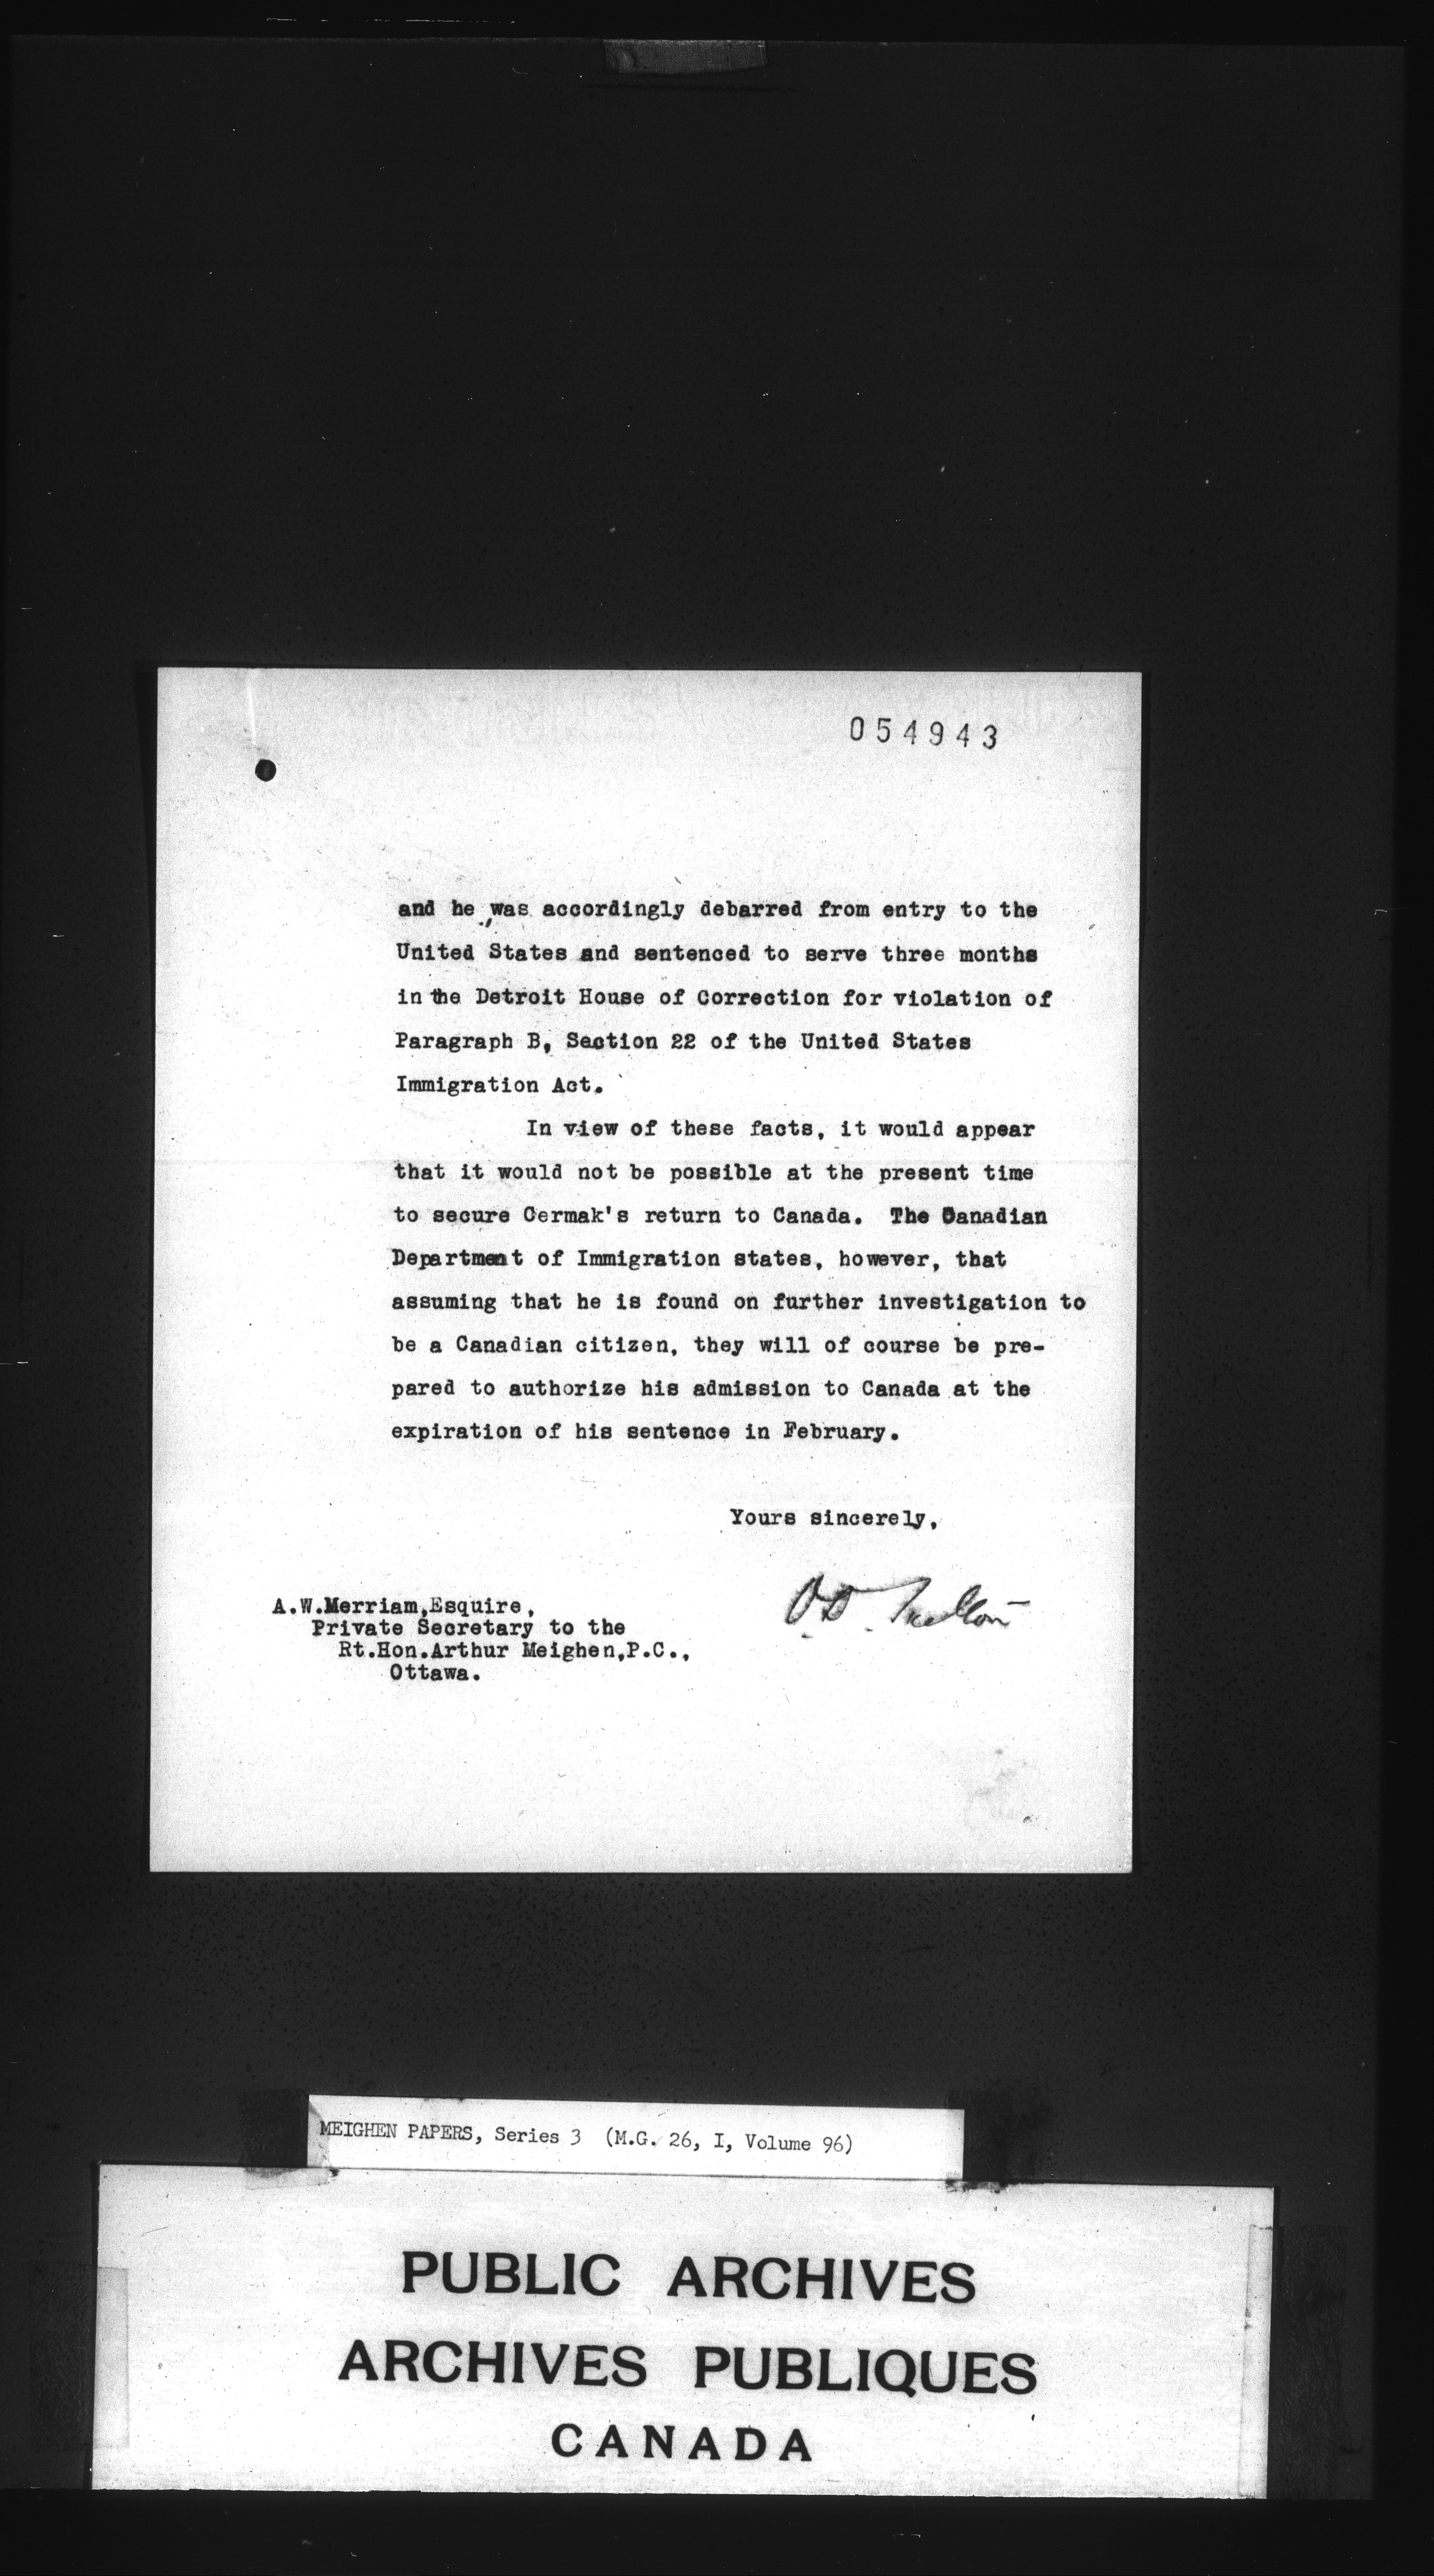 054943
and he was accordingly debarred from entry to the
United States and sentenced to serve three months
in the Detroit House of Correction for violation of
Paragraph B, Section 22 of the United States
Immigration Act.
In view of these facts, it would appear
that it would not be possible at the present time
to secure Cermak's return to Canada. The Canadian
Department of Immigration states, however, that
assuming that he is found on further investigation to
be a Canadian citizen, they will of course be pre-
pared to authorize his admission to Canada at the
expiration of his sentence in February.
Yours sincerely,
O D Skelton
A.W.Merriam,Esquire,
Private Secretary to the
Rt.Hon.Arthur Meighen,P.C.,
Ottawa.
MEIGHEN PAPERS, Series 3 (M.G. 26, I, Volume 96)
PUBLIC ARCHIVES
ARCHIVES PUBLIQUES
CANADA